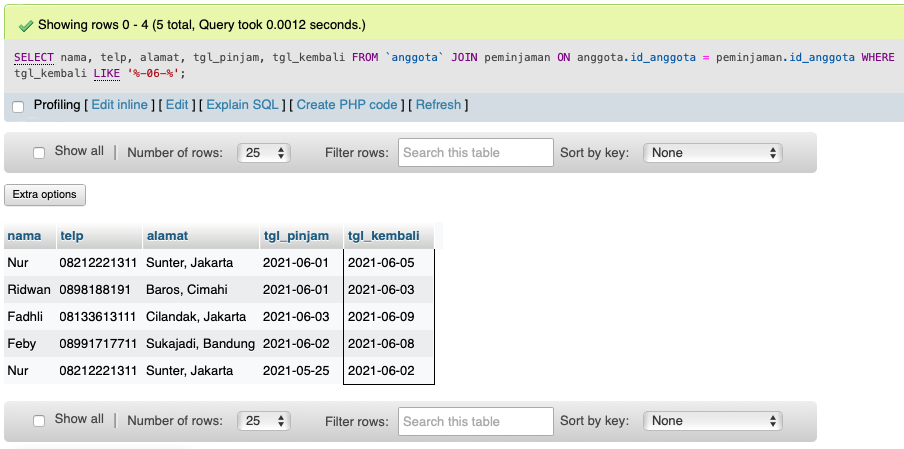 Showing rows 0 - 4 (5 total, Query took 0.0012 seconds.)
SELECT nama, telp, alamat, tgl_pinjam, tgl_kembali FROM `anggota` JOIN peminjaman ON anggota.id_anggota = peminjaman.id_anggota WHERE
tgl_kembali LIKE '%-06-%';
Profiling [ Edit inline ] [ Edit ] [ Explain SQL ] [ Create PHP code ] [ Refresh ]
Show all | Number of rows: 25 Filter rows: Search this table Sort by key: None
Extra options
nama telp alamat tgl_pinjam tgl_kembali
Nur 08212221311 Sunter, Jakarta 2021-06-01 2021-06-05
Ridwan 0898188191 Baros, Cimahi 2021-06-01 2021-06-03
Fadhli 08133613111 Cilandak, Jakarta 2021-06-03 2021-06-09
Feby 08991717711 Sukajadi, Bandung 2021-06-02 2021-06-08
Nur 08212221311 Sunter, Jakarta 2021-05-25 2021-06-02
Show all | Number of rows: 25 Filter rows: Search this table Sort by key: None